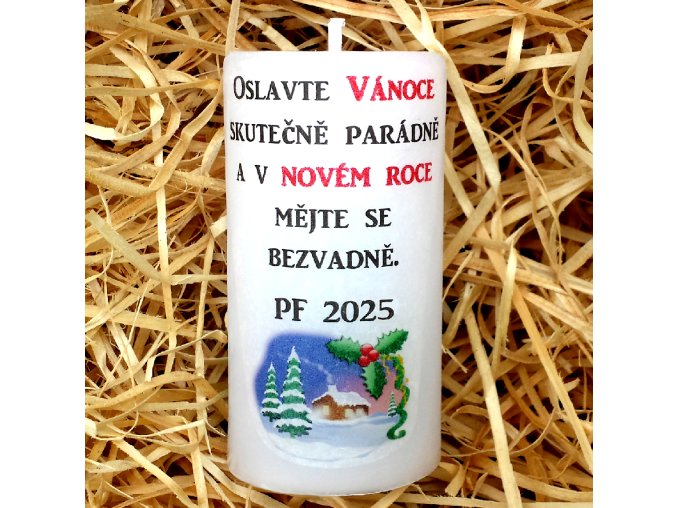 Oslavte Vánoce
skutečně parádně
a v novém roce
mějte se
bezvadně.
PF 2025